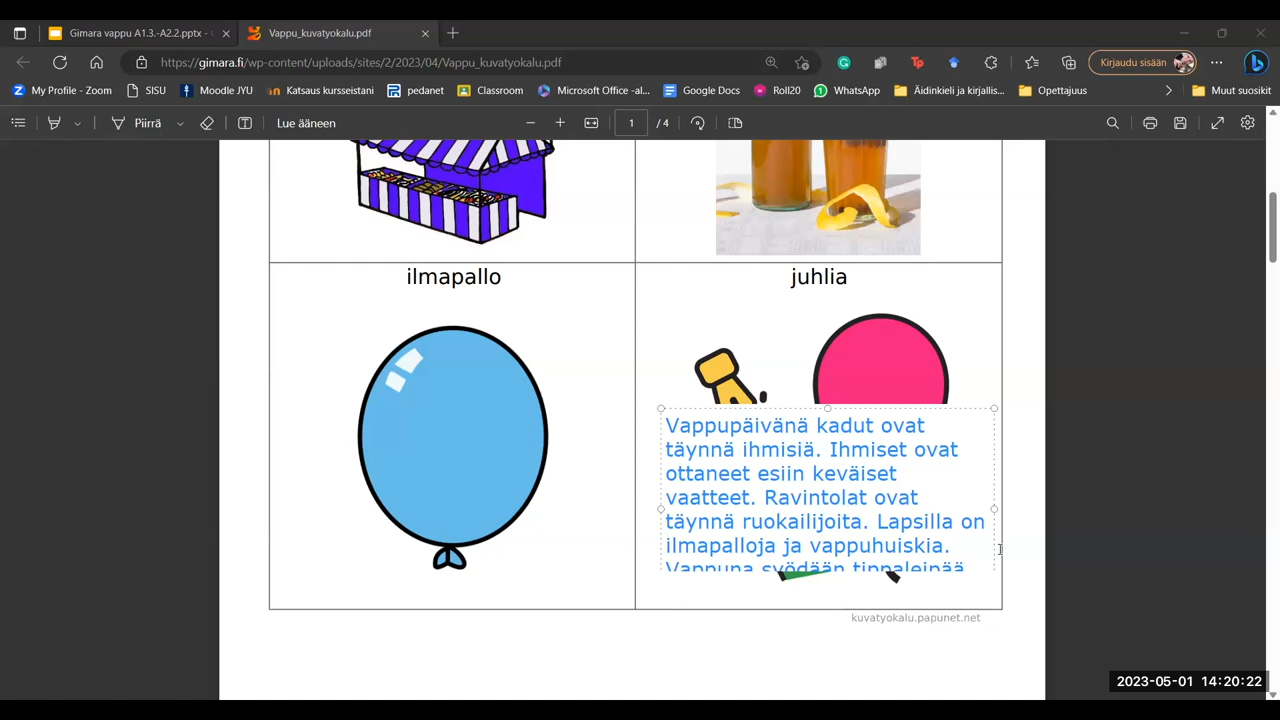 Gimara vappu A1.3.-A2.2.pptx -
Vappu_kuvatyokalu.pdf
https://gimara.fi/wp-content/uploads/sites/2/2023/04/Vappu_kuvatyokalu.pdf
Kirjaudu sisään
My Profile - Zoom
SISU
Moodle JYU
Katsaus kursseistani
pedanet
Classroom
Microsoft Office -al...
Google Docs
Roll20
WhatsApp
Äidinkieli ja kirjallis...
Opettajuus
Muut suosikit
Piirrä
Lue ääneen
1 / 4
ilmapallo
juhlia
Vappupäivänä kadut ovat
täynnä ihmisiä. Ihmiset ovat
ottaneet esiin keväiset
vaatteet. Ravintolat ovat
täynnä ruokailijoita. Lapsilla on
ilmapalloja ja vappuhuiskia.
Vappuna syödään tippaleipää
kuvatyokalu.papunet.net
2023-05-01 14:20:22